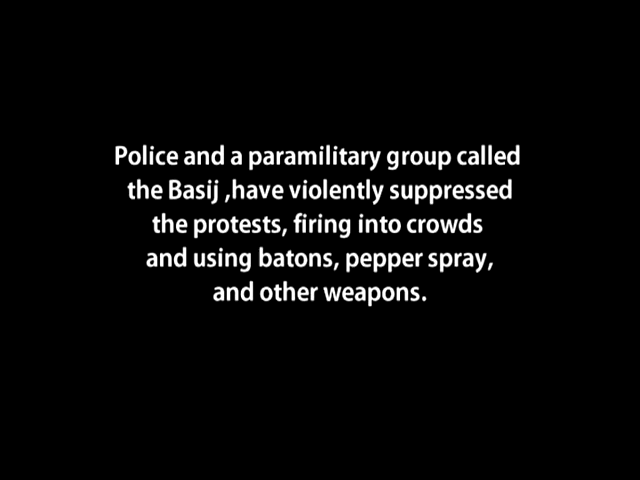 Police and a paramilitary group called
the Basij ,have violently suppressed
the protests, firing into crowds
and using batons, pepper spray,
and other weapons.